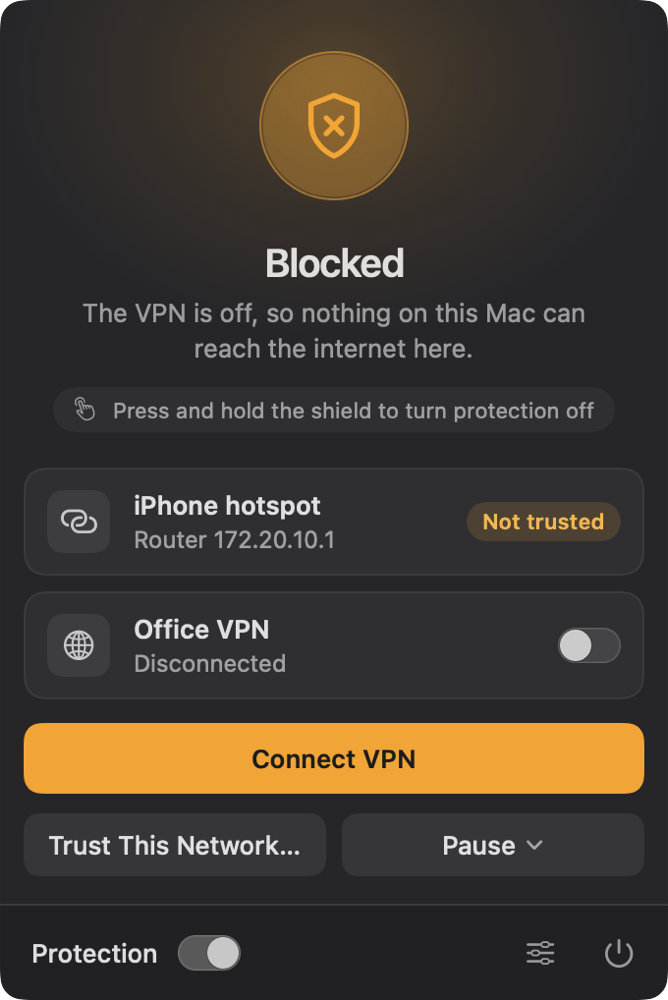 Blocked
The VPN is off, so nothing on this Mac can
reach the internet here.
Press and hold the shield to turn protection off
iPhone hotspot
Router 172.20.10.1
Not trusted
Office VPN
Disconnected
Connect VPN
Trust This Network...
Pause
Protection